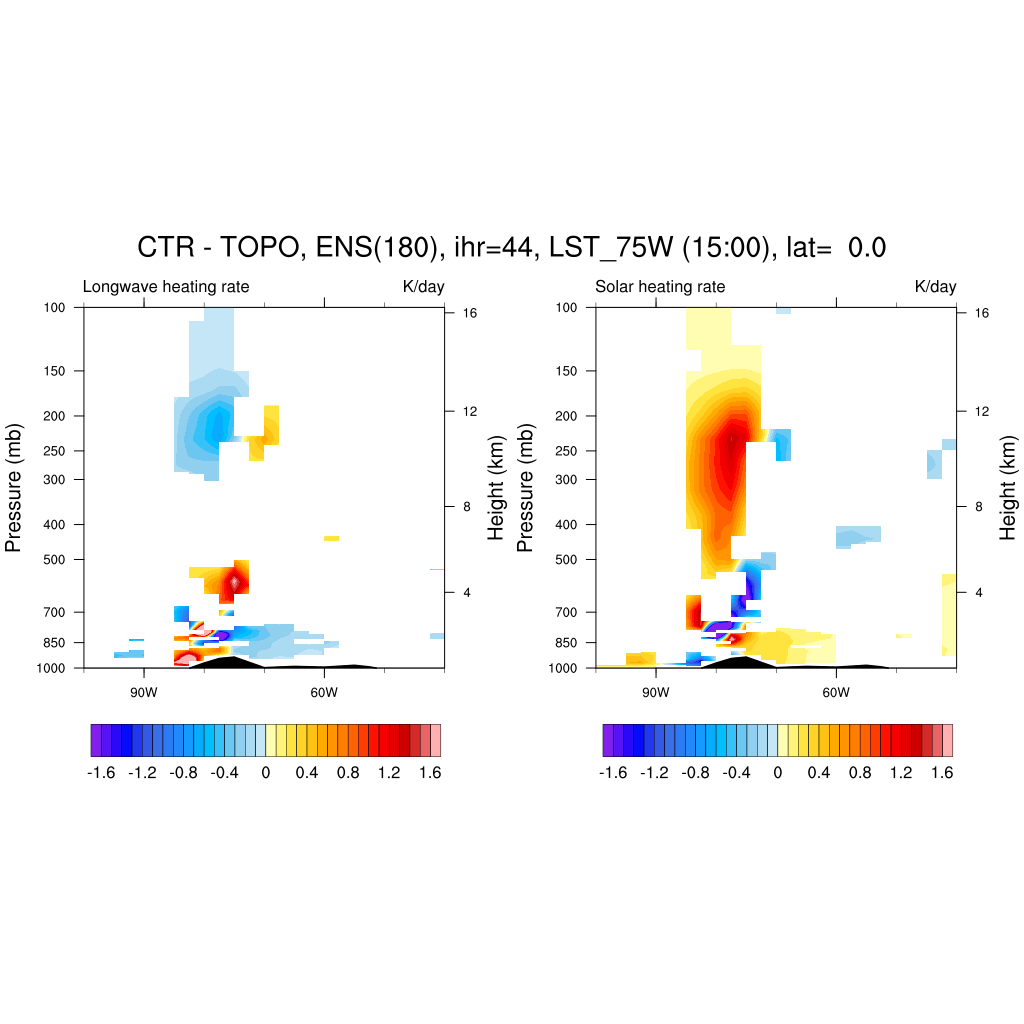 CTR - TOPO, ENS(180), ihr=44, LST_75W (15:00), lat=  0.0
Longwave heating rate K/day
Pressure (mb)
100
150
200
250
300
400
500
700
850
1000
16
12
8
4
Height (km)
90W 60W
-1.6 -1.2 -0.8 -0.4 0 0.4 0.8 1.2 1.6
Solar heating rate K/day
Pressure (mb)
100
150
200
250
300
400
500
700
850
1000
16
12
8
4
Height (km)
90W 60W
-1.6 -1.2 -0.8 -0.4 0 0.4 0.8 1.2 1.6